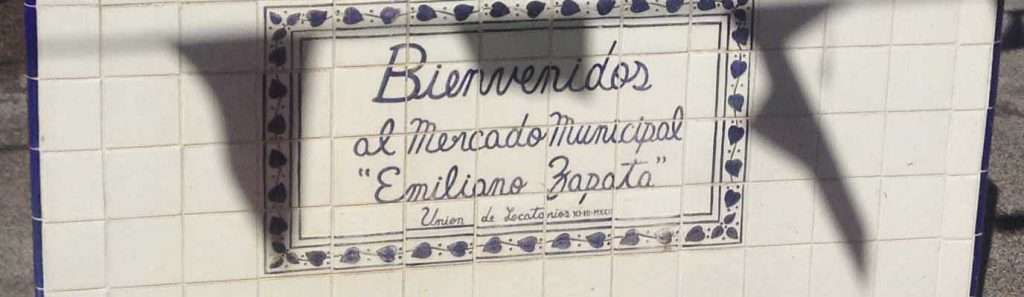 Bienvenidos
al Mercado Municipal
"Emiliano Zapata"
Union de Locatarios